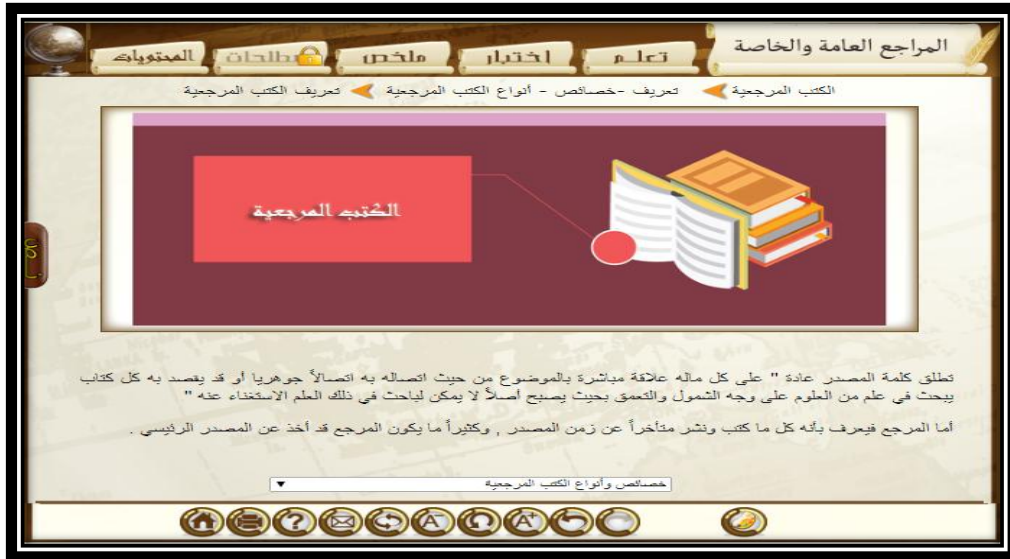 المراجع العامة والخاصة
تعلم
إختبار
ملخص
المحتويات
الكتب المرجعية
تعريف -خصائص - أنواع الكتب المرجعية
تعريف الكتب المرجعية
الكتب المرجعية
تطلق كلمة المصدر عادة " على كل ماله علاقة مباشرة بالموضوع من حيث اتصاله به اتصالاً جوهريا أو قد يقصد به كل كتاب
يبحث في علم من العلوم على وجه الشمول والتعمق بحيث يصبح أصلاً لا يمكن لباحث في ذلك العلم الاستغناء عنه "
أما المرجع فيعرف بأنه كل ما كتب ونشر متأخراً عن زمن المصدر , وكثيراً ما يكون المرجع قد أخذ عن المصدر الرئيسي .
خصائص وأنواع الكتب المرجعية
A-
A+